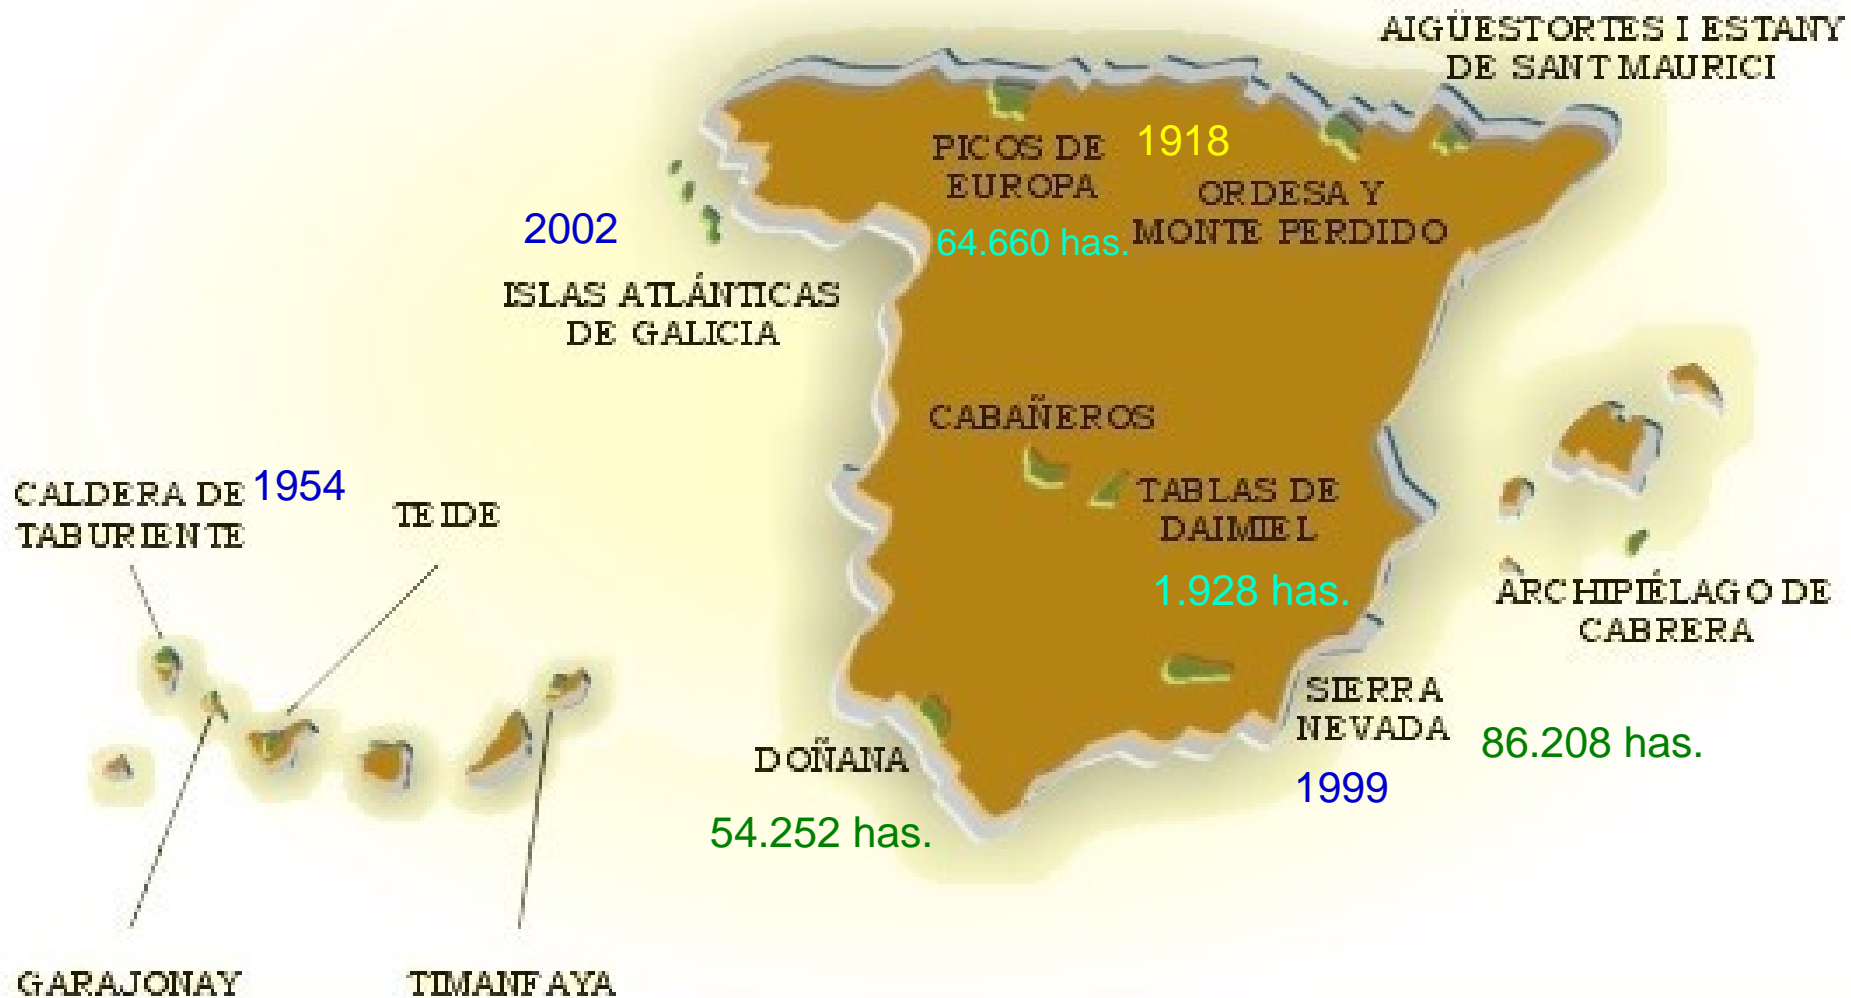 AIGÜESTORTES I ESTANY
DE SANT MAURICI
PICOS DE
EUROPA
1918
ORDESA Y
MONTE PERDIDO
64.660 has.
2002
ISLAS ATLÁNTICAS
DE GALICIA
CABAÑEROS
TABLAS DE
DAIMIEL
1.928 has.
CALDERA DE
TABURIENTE
1954
TEIDE
ARCHIPIÉLAGO DE
CABRERA
SIERRA
NEVADA
86.208 has.
1999
DOÑANA
54.252 has.
GARAJONAY
TIMANFAYA